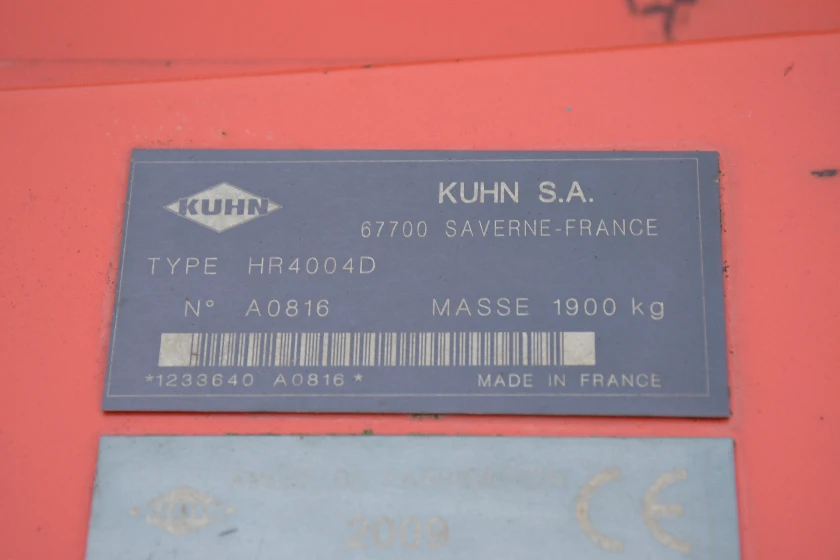 KUHN
KUHN S.A.
67700 SAVERNE-FRANCE
TYPE HR4004D
N° A0816 MASSE 1900 kg
*1233640 A0816*
MADE IN FRANCE
2009
CE